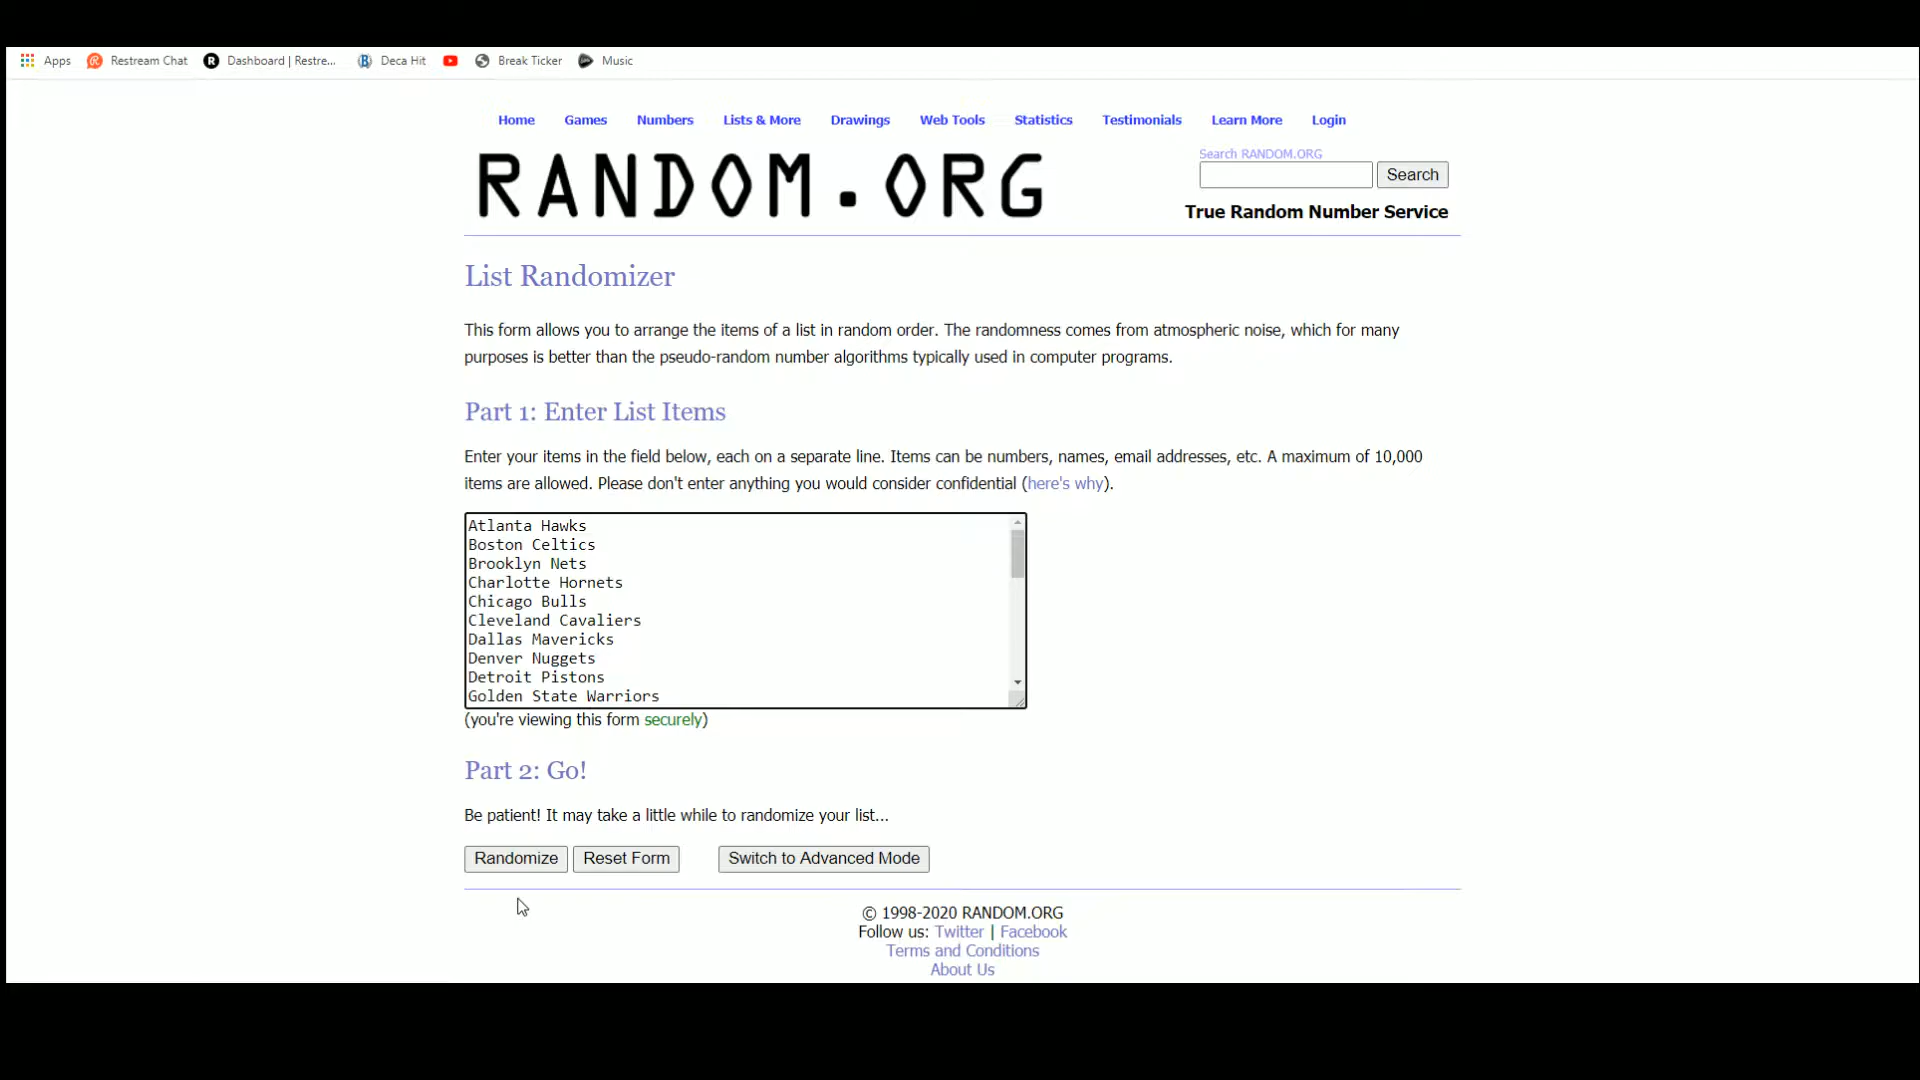 Apps Restream Chat Dashboard | Restre... Deca Hit Break Ticker Music
Home Games Numbers Lists & More Drawings Web Tools Statistics Testimonials Learn More Login
RANDOM.ORG
Search RANDOM.ORG
Search
True Random Number Service
List Randomizer
This form allows you to arrange the items of a list in random order. The randomness comes from atmospheric noise, which for many
purposes is better than the pseudo-random number algorithms typically used in computer programs.
Part 1: Enter List Items
Enter your items in the field below, each on a separate line. Items can be numbers, names, email addresses, etc. A maximum of 10,000
items are allowed. Please don't enter anything you would consider confidential (here's why).
Atlanta Hawks
Boston Celtics
Brooklyn Nets
Charlotte Hornets
Chicago Bulls
Cleveland Cavaliers
Dallas Mavericks
Denver Nuggets
Detroit Pistons
Golden State Warriors
(you're viewing this form securely)
Part 2: Go!
Be patient! It may take a little while to randomize your list...
Randomize Reset Form Switch to Advanced Mode
© 1998-2020 RANDOM.ORG
Follow us: Twitter | Facebook
Terms and Conditions
About Us